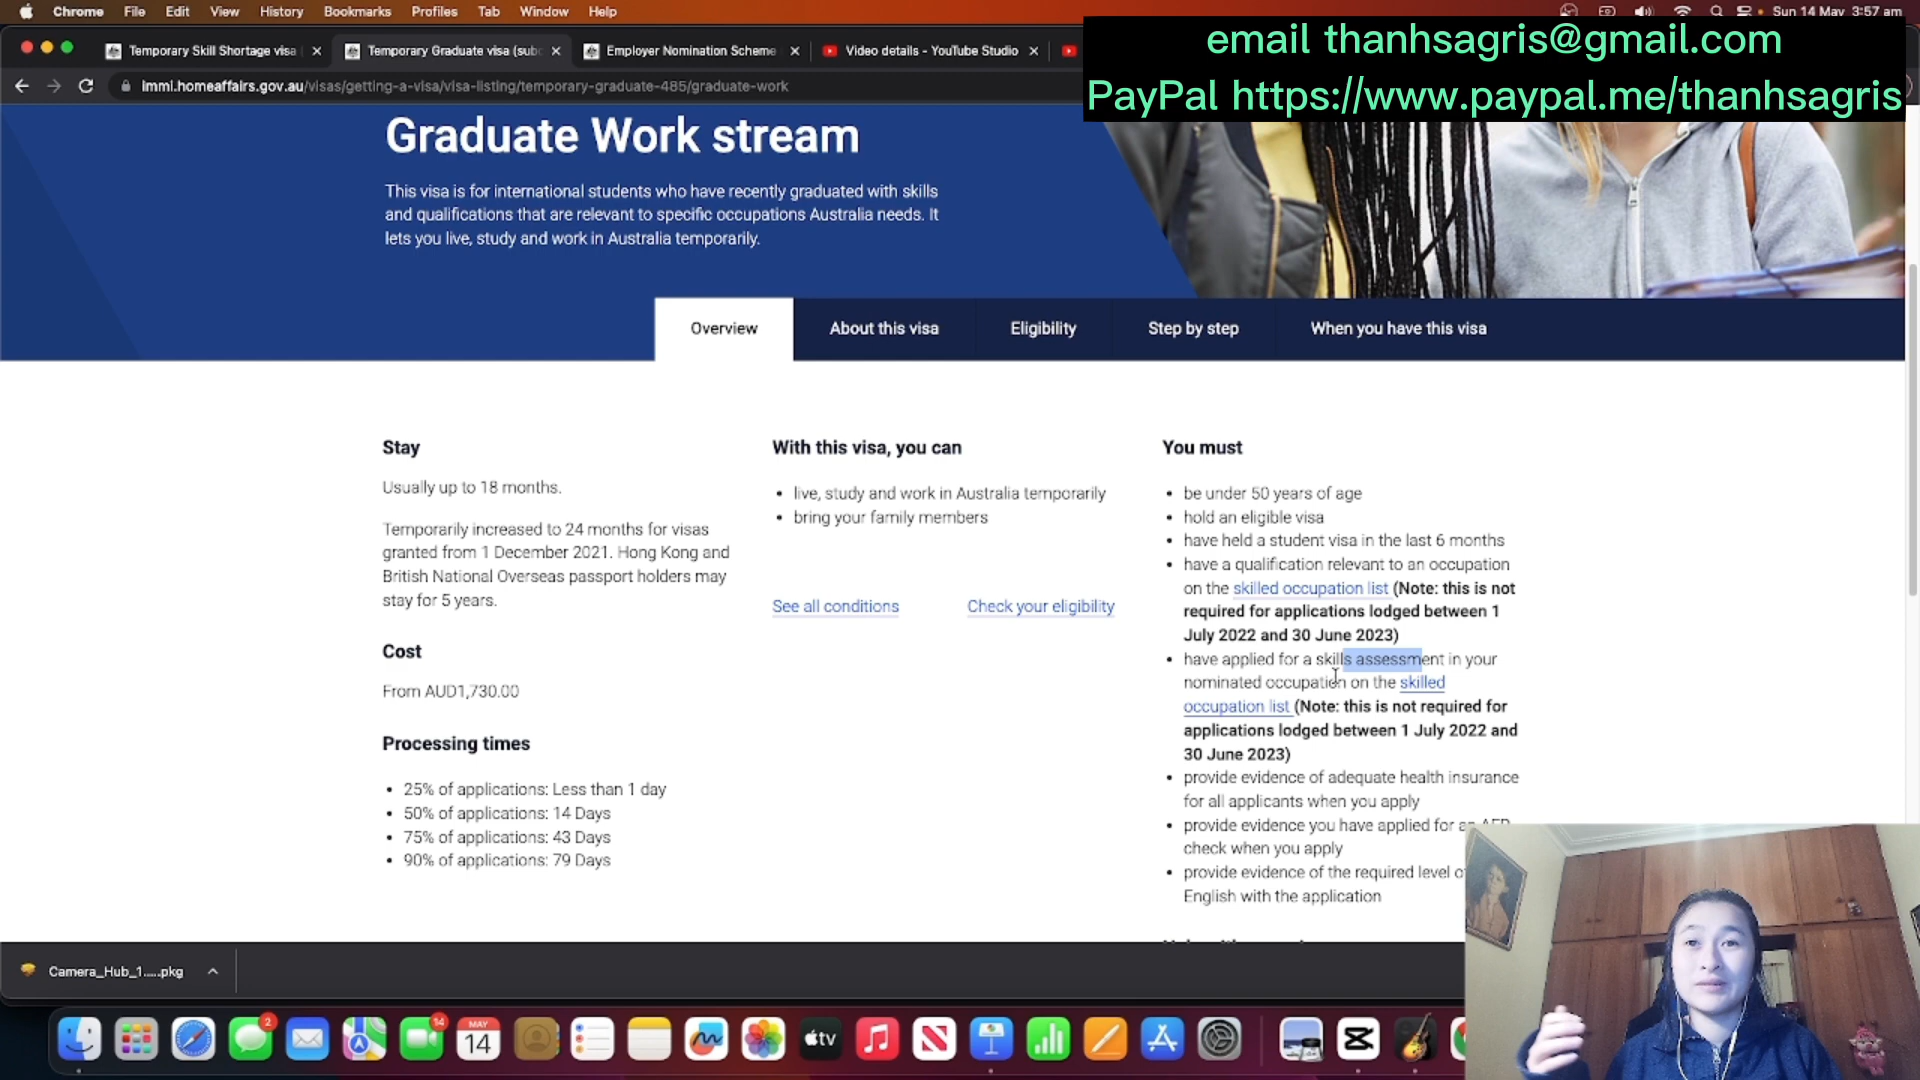 Chrome File Edit View History Bookmarks Profiles Tab Window Help
Sun 14 May 3:57 am
email thanhsagris@gmail.com
PayPal https://www.paypal.me/thanhsagris
Temporary Skill Shortage visa
Temporary Graduate visa (sub
Employer Nomination Scheme
Video details - YouTube Studio
immi.homeaffairs.gov.au/visas/getting-a-visa/visa-listing/temporary-graduate-485/graduate-work
Graduate Work stream
This visa is for international students who have recently graduated with skills
and qualifications that are relevant to specific occupations Australia needs. It
lets you live, study and work in Australia temporarily.
Overview
About this visa
Eligibility
Step by step
When you have this visa
Stay
Usually up to 18 months.
Temporarily increased to 24 months for visas
granted from 1 December 2021. Hong Kong and
British National Overseas passport holders may
stay for 5 years.
Cost
From AUD1,730.00
Processing times
25% of applications: Less than 1 day
50% of applications: 14 Days
75% of applications: 43 Days
90% of applications: 79 Days
With this visa, you can
live, study and work in Australia temporarily
bring your family members
See all conditions
Check your eligibility
You must
be under 50 years of age
hold an eligible visa
have held a student visa in the last 6 months
have a qualification relevant to an occupation
on the skilled occupation list (Note: this is not
required for applications lodged between 1
July 2022 and 30 June 2023)
have applied for a skills assessment in your
nominated occupation on the skilled
occupation list (Note: this is not required for
applications lodged between 1 July 2022 and
30 June 2023)
provide evidence of adequate health insurance
for all applicants when you apply
provide evidence you have applied for an AFP
check when you apply
provide evidence of the required level of
English with the application
Camera_Hub_1.....pkg
2
14
MAY
14
tv